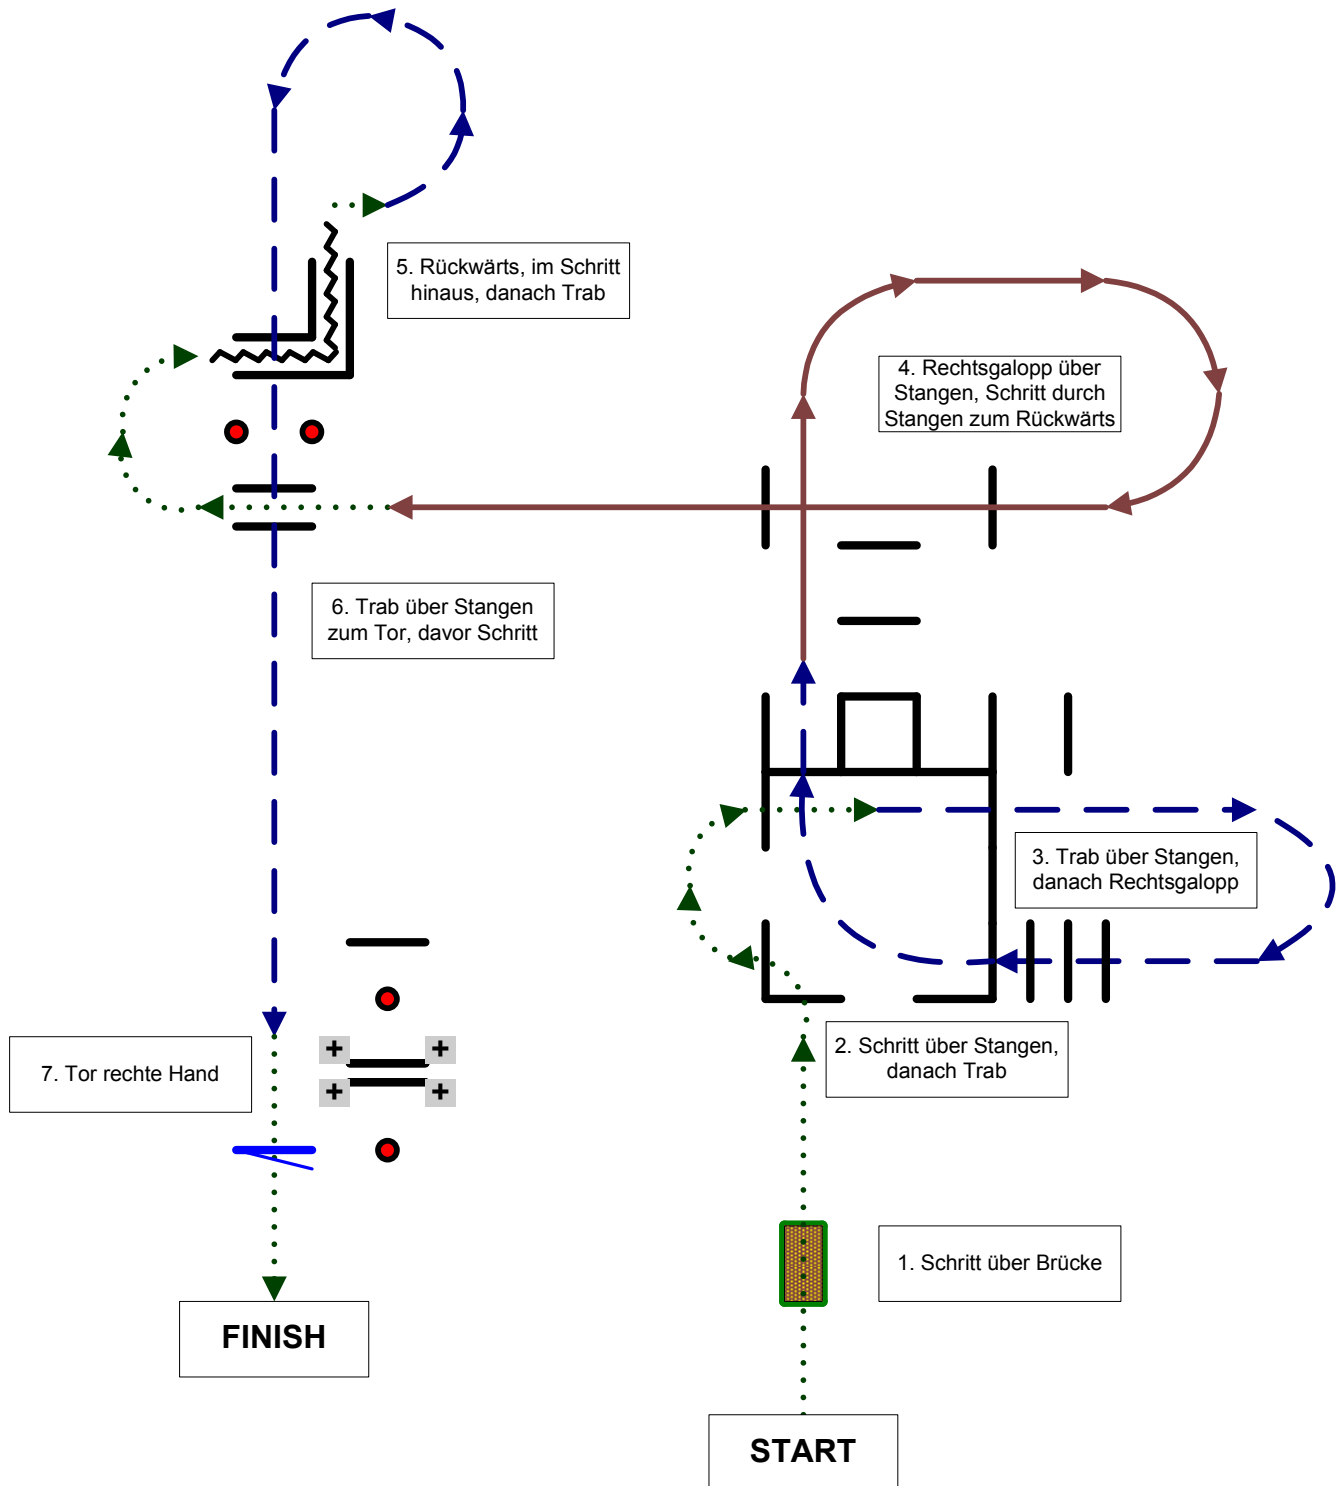 5. Rückwärts, im Schritt
hinaus, danach Trab
4. Rechtsgalopp über
Stangen, Schritt durch
Stangen zum Rückwärts
6. Trab über Stangen
zum Tor, davor Schritt
3. Trab über Stangen,
danach Rechtsgalopp
2. Schritt über Stangen,
danach Trab
7. Tor rechte Hand
1. Schritt über Brücke
FINISH
START